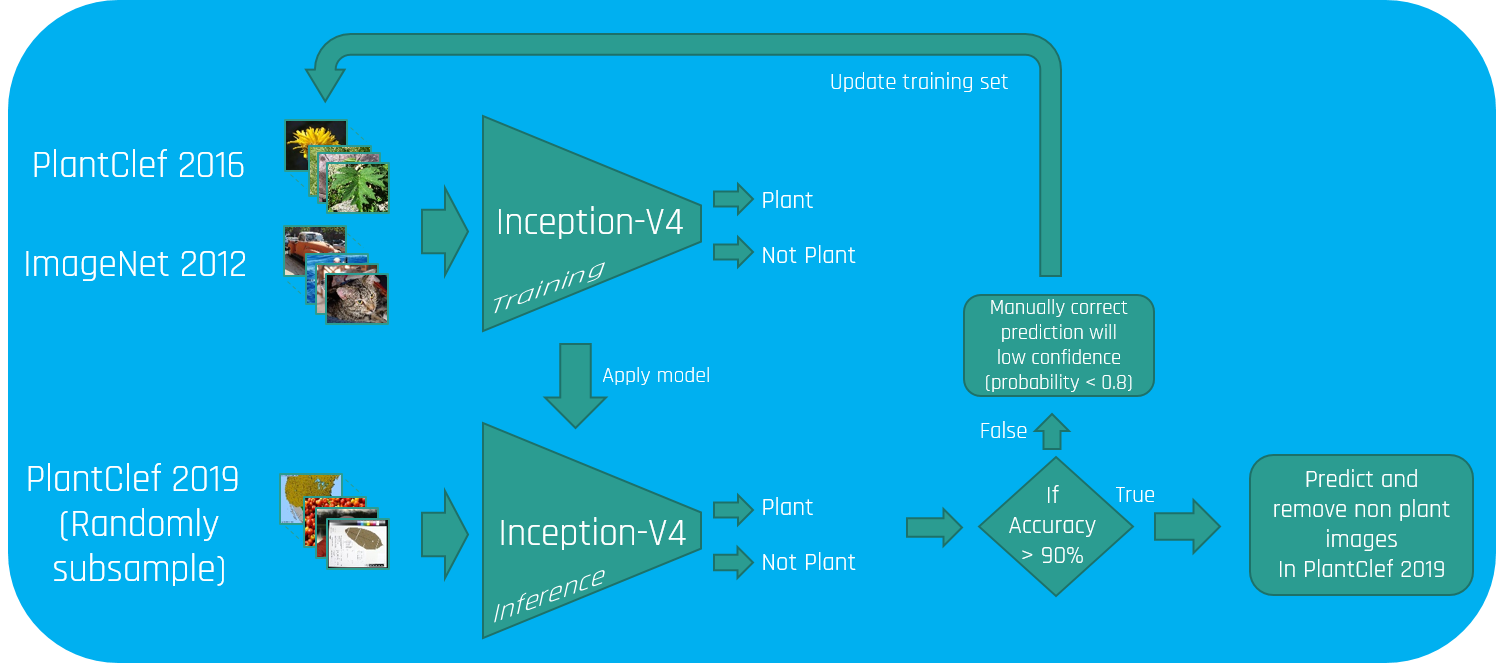 Update training set
PlantClef 2016
ImageNet 2012
Inception-V4
Training
Plant
Not Plant
Manually correct
prediction will
low confidence
(probability < 0.8)
Apply model
False
PlantClef 2019
(Randomly
subsample)
Inception-V4
Inference
Plant
Not Plant
If
Accuracy
> 90%
True
Predict and
remove non plant
images
In PlantClef 2019